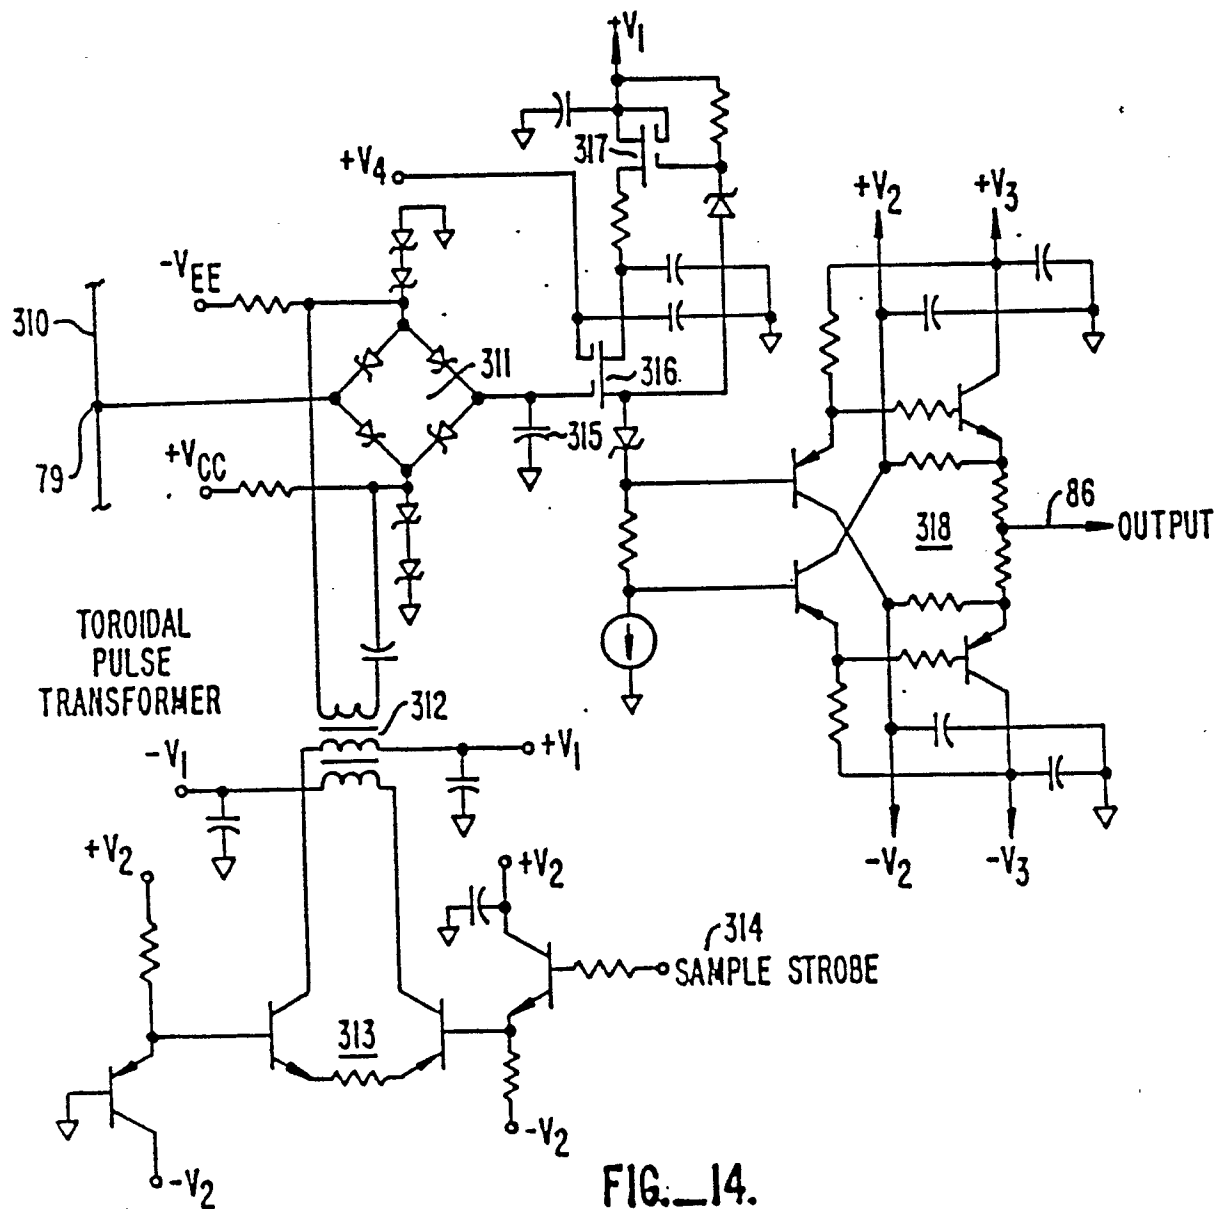 +V1
317
+V4
+V2
+V3
-VEE
310
311
316
+VCC
315
79
86
318
OUTPUT
TOROIDAL
PULSE
TRANSFORMER
312
-V1
+V1
+V2
+V2
-V2
-V3
314
SAMPLE STROBE
313
-V2
-V2
FIG._14.